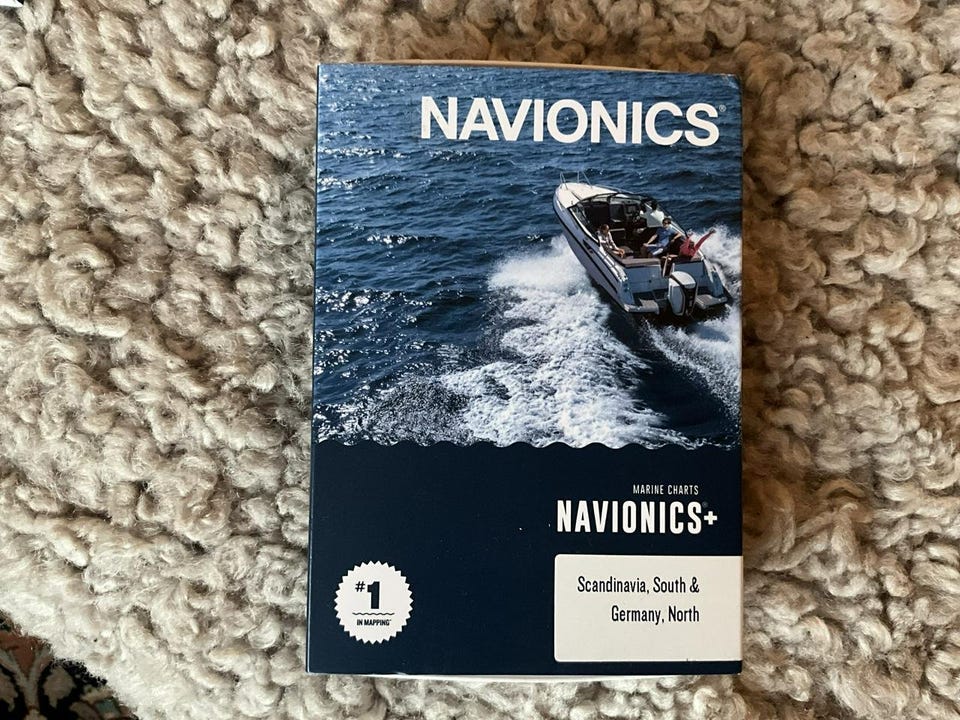 NAVIONICS®
MARINE CHARTS
NAVIONICS®+
#1
IN MAPPING*
Scandinavia, South &
Germany, North